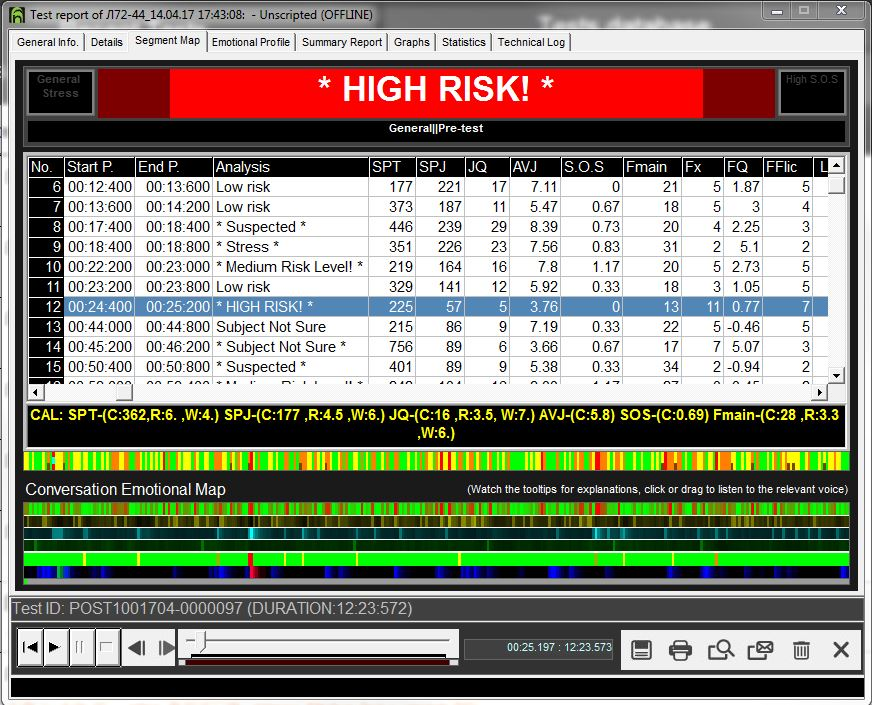 Test report of Л72-44_14.04.17 17:43:08: - Unscripted (OFFLINE)
General Info. Details Segment Map Emotional Profile Summary Report Graphs Statistics Technical Log
General Stress
* HIGH RISK! *
High S.O.S
General||Pre-test
No. Start P. End P. Analysis SPT SPJ JQ AVJ S.O.S Fmain Fx FQ FFlic L
6 00:12:400 00:13:600 Low risk 177 221 17 7.11 0 21 5 1.87 5
7 00:13:600 00:14:200 Low risk 373 187 11 5.47 0.67 18 5 3 4
8 00:17:400 00:18:400 * Suspected * 446 239 29 8.39 0.73 20 4 2.25 3
9 00:18:400 00:18:800 * Stress * 351 226 23 7.56 0.83 31 2 5.1 2
10 00:22:200 00:23:000 * Medium Risk Level! * 219 164 16 7.8 1.17 20 5 2.73 5
11 00:23:200 00:23:800 Low risk 329 141 12 5.92 0.33 18 3 1.05 5
12 00:24:400 00:25:200 * HIGH RISK! * 225 57 5 3.76 0 13 11 0.77 7
13 00:44:000 00:44:800 Subject Not Sure 215 86 9 7.19 0.33 22 5 -0.46 5
14 00:45:200 00:46:200 * Subject Not Sure * 756 89 6 3.66 0.67 17 7 5.07 3
15 00:50:400 00:50:800 * Suspected * 401 89 9 5.38 0.33 34 2 -0.94 2
CAL: SPT-(C:362,R:6. ,W:4.) SPJ-(C:177 ,R:4.5 ,W:6.) JQ-(C:16 ,R:3.5, W:7.) AVJ-(C:5.8) SOS-(C:0.69) Fmain-(C:28 ,R:3.3
,W:6.)
Conversation Emotional Map (Watch the tooltips for explanations, click or drag to listen to the relevant voice)
Test ID: POST1001704-0000097 (DURATION:12:23:572)
00:25.197 : 12:23.573